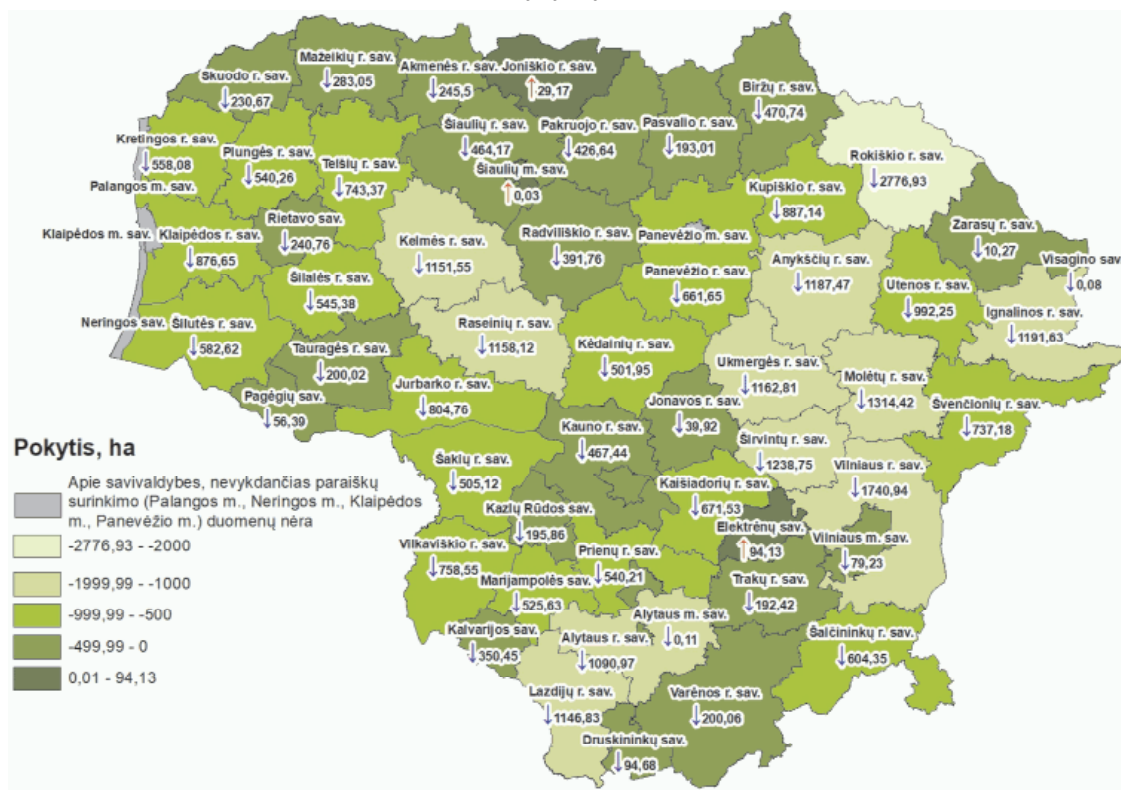 Mažeikių r. sav.
↓283,05
Akmenės r. sav.
↓245,5
Joniškio r. sav.
↑29,17
Skuodo r. sav.
↓230,67
Biržų r. sav.
↓470,74
Šiaulių r. sav.
↓464,17
Pakruojo r. sav.
↓426,64
Pasvalio r. sav.
↓193,01
Kretingos r. sav.
↓558,08
Plungės r. sav.
↓540,26
Telšių r. sav.
↓743,37
Šiaulių m. sav.
↑0,03
Rokiškio r. sav.
↓2776,93
Palangos m. sav.
Kupiškio r. sav.
↓887,14
Rietavo sav.
↓240,76
Klaipėdos m. sav.
Klaipėdos r. sav.
↓876,65
Kelmės r. sav.
↓1151,55
Radviliškio r. sav.
↓391,76
Panevėžio m. sav.
Zarasų r. sav.
↓10,27
Visagino sav.
↓0,08
Anykščių r. sav.
↓1187,47
Panevėžio r. sav.
↓661,65
Utenos r. sav.
↓992,25
Šilalės r. sav.
↓545,38
Ignalinos r. sav.
↓1191,63
Neringos sav.
Šilutės r. sav.
↓582,62
Raseinių r. sav.
↓1158,12
Kėdainių r. sav.
↓501,95
Tauragės r. sav.
↓200,02
Ukmergės r. sav.
↓1162,81
Molėtų r. sav.
↓1314,42
Jurbarko r. sav.
↓804,76
Pagėgių sav.
↓56,39
Jonavos r. sav.
↓39,92
Švenčionių r. sav.
↓737,18
Kauno r. sav.
↓467,44
Širvintų r. sav.
↓1238,75
Šakių r. sav.
↓505,12
Vilniaus r. sav.
↓1740,94
Kaišiadorių r. sav.
↓671,53
Kazlų Rūdos sav.
↓195,86
Elektrėnų sav.
↑94,13
Vilniaus m. sav.
↓79,23
Vilkaviškio r. sav.
↓758,55
Prienų r. sav.
↓540,21
Marijampolės sav.
↓525,63
Trakų r. sav.
↓192,42
Alytaus m. sav.
↓0,11
Kalvarijos sav.
↓350,45
Alytaus r. sav.
↓1090,97
Šalčininkų r. sav.
↓604,35
Lazdijų r. sav.
↓1146,83
Varėnos r. sav.
↓200,06
Druskininkų sav.
↓94,68
Pokytis, ha
Apie savivaldybes, nevykdančias paraiškų
surinkimo (Palangos m., Neringos m., Klaipėdos
m., Panevėžio m.) duomenų nėra
-2776,93 - -2000
-1999,99 - -1000
-999,99 - -500
-499,99 - 0
0,01 - 94,13